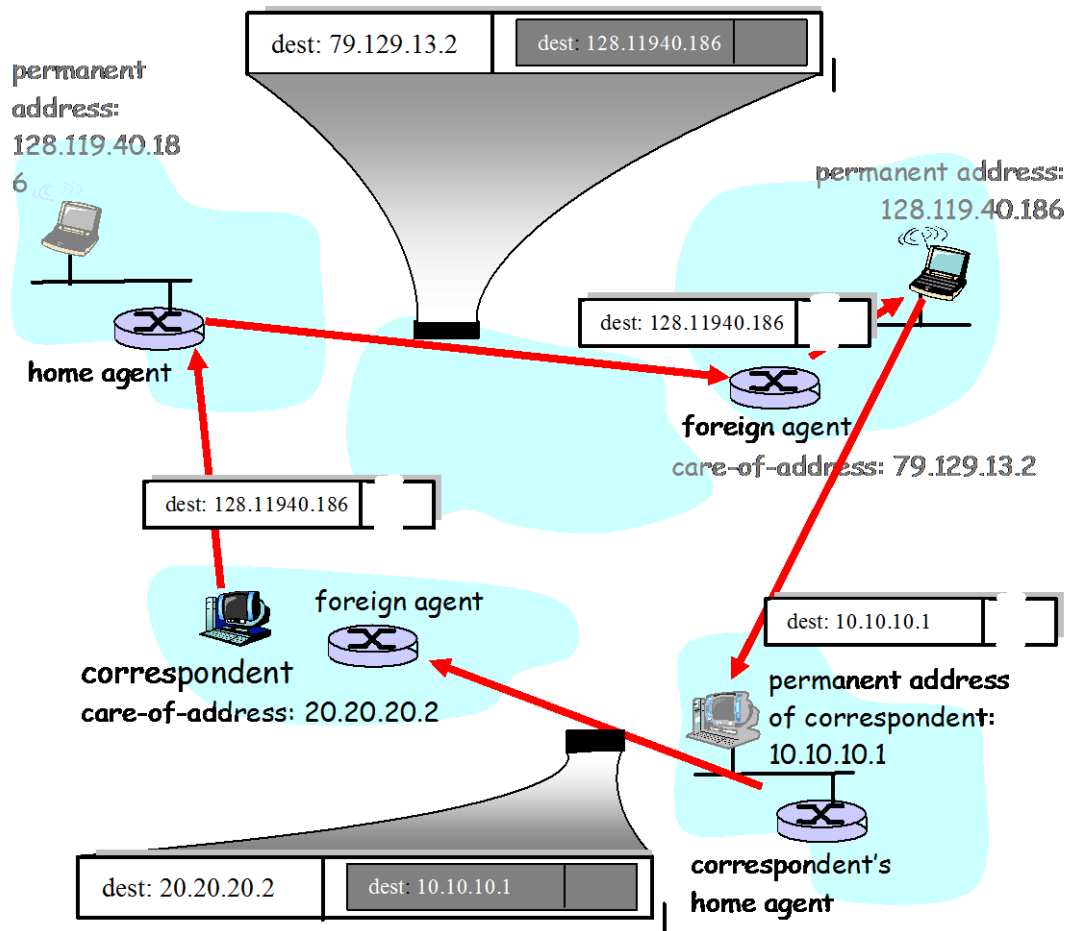 dest: 79.129.13.2
dest: 128.11940.186
permanent
address:
128.119.40.18
6
permanent address:
128.119.40.186
dest: 128.11940.186
home agent
foreign agent
care-of-address: 79.129.13.2
dest: 128.11940.186
foreign agent
correspondent
care-of-address: 20.20.20.2
dest: 10.10.10.1
permanent address
of correspondent:
10.10.10.1
correspondent's
home agent
dest: 20.20.20.2
dest: 10.10.10.1